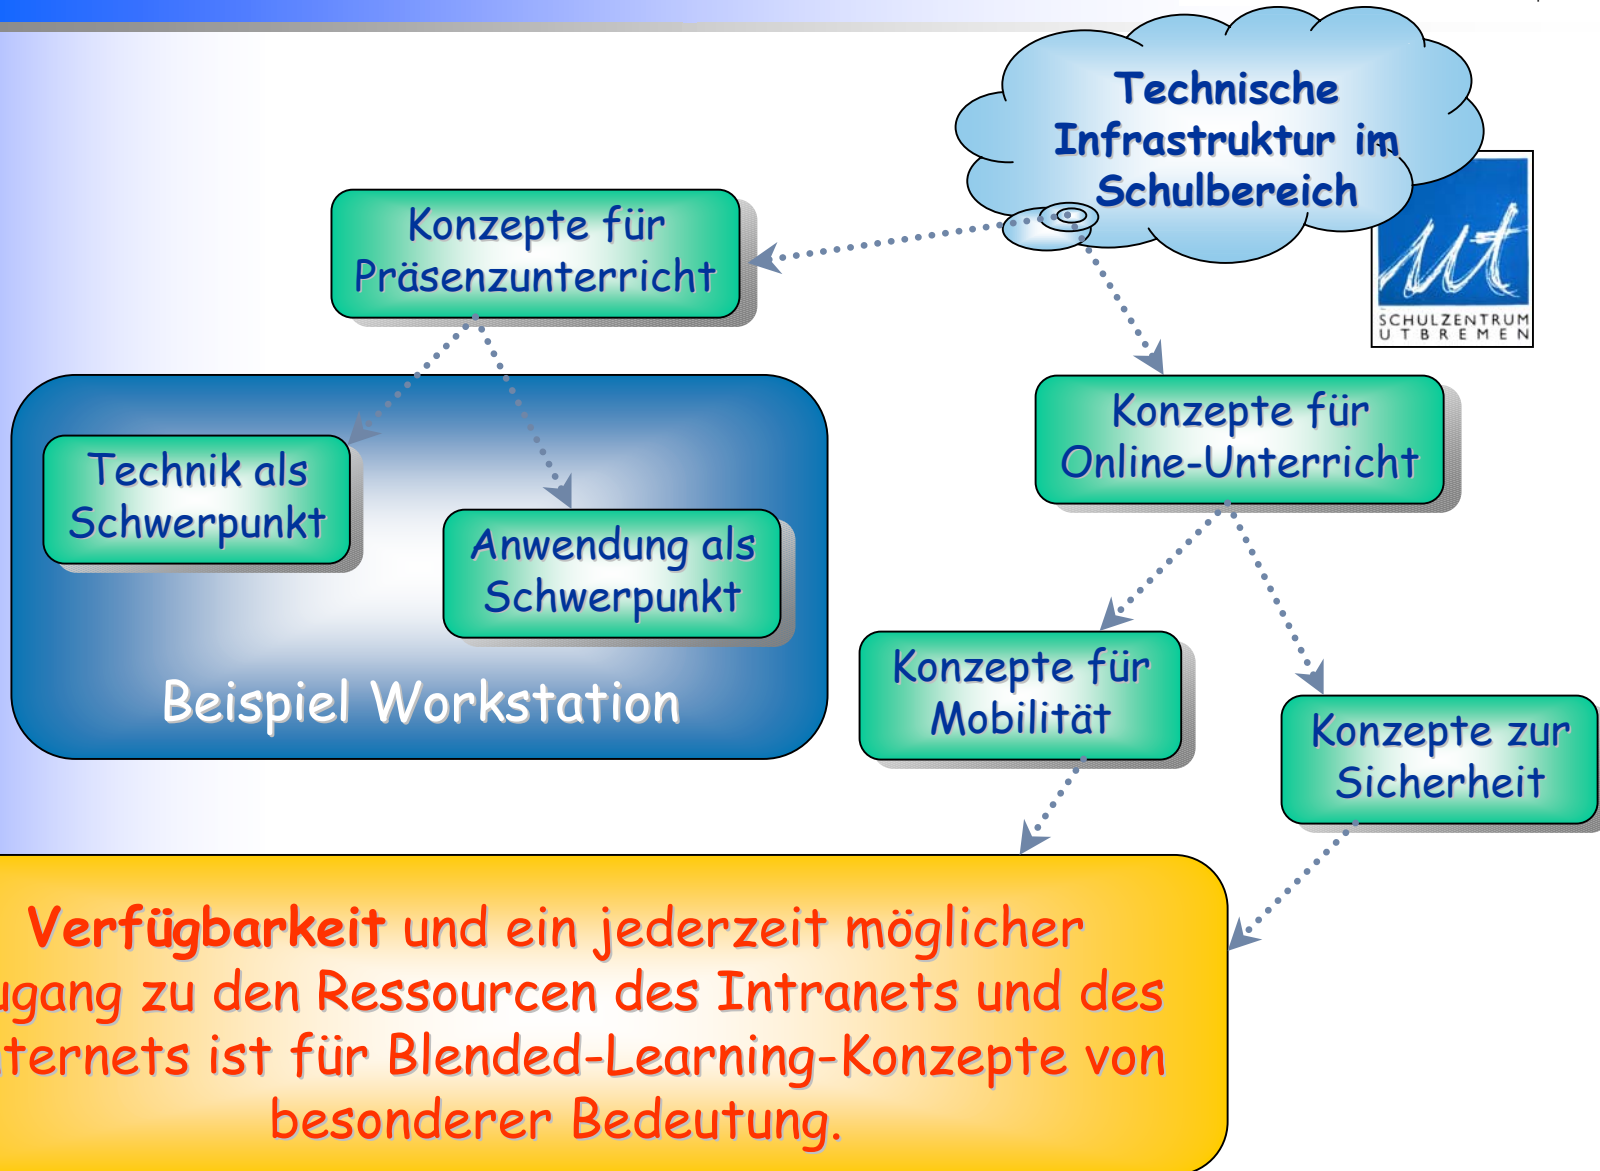 Technische
Infrastruktur im
Schulbereich
SCHULZENTRUM
UTBREMEN
Konzepte für
Präsenzunterricht
Konzepte für
Online-Unterricht
Technik als
Schwerpunkt
Anwendung als
Schwerpunkt
Beispiel Workstation
Konzepte für
Mobilität
Konzepte zur
Sicherheit
Verfügbarkeit und ein jederzeit möglicher
ugang zu den Ressourcen des Intranets und des
ternets ist für Blended-Learning-Konzepte von
besonderer Bedeutung.